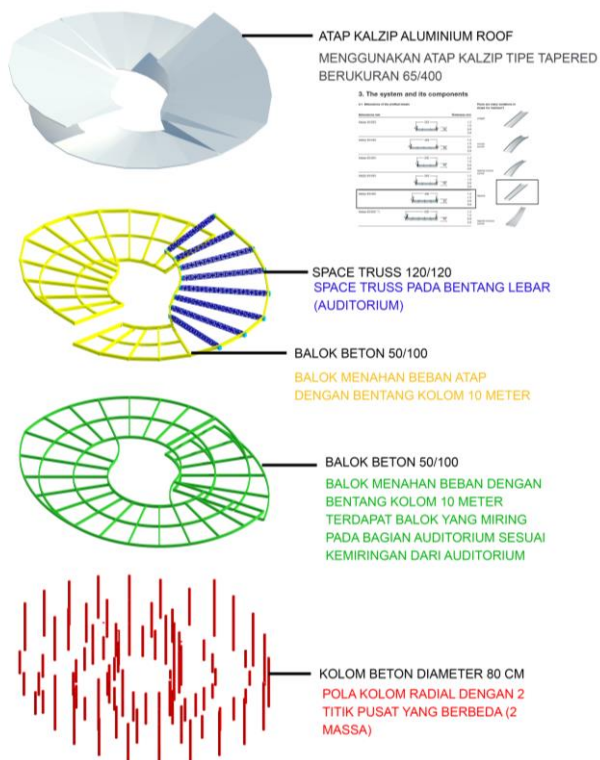 ATAP KALZIP ALUMINIUM ROOF
MENGGUNAKAN ATAP KALZIP TIPE TAPERED
BERUKURAN 65/400
3. The system and its components
SPACE TRUSS 120/120
SPACE TRUSS PADA BENTANG LEBAR
(AUDITORIUM)
BALOK BETON 50/100
BALOK MENAHAN BEBAN ATAP
DENGAN BENTANG KOLOM 10 METER
BALOK BETON 50/100
BALOK MENAHAN BEBAN DENGAN
BENTANG KOLOM 10 METER
TERDAPAT BALOK YANG MIRING
PADA BAGIAN AUDITORIUM SESUAI
KEMIRINGAN DARI AUDITORIUM
KOLOM BETON DIAMETER 80 CM
POLA KOLOM RADIAL DENGAN 2
TITIK PUSAT YANG BERBEDA (2
MASSA)